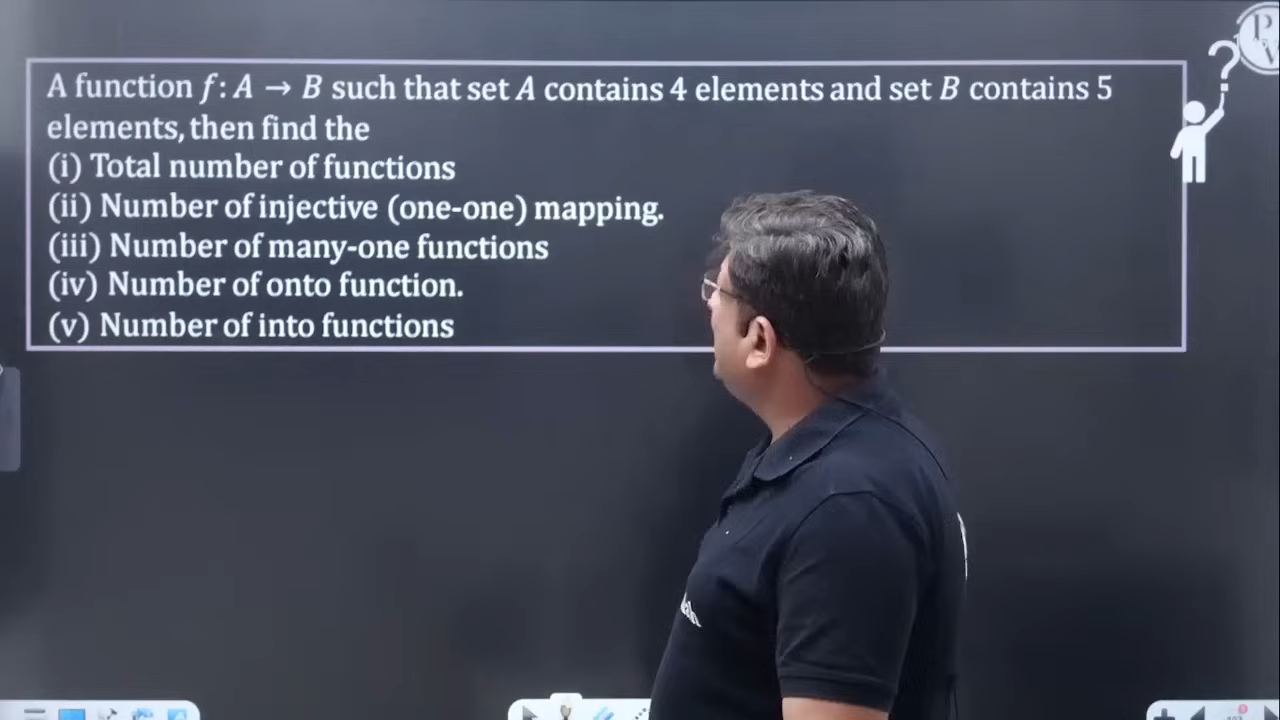 A function f: A → B such that set A contains 4 elements and set B contains 5
elements, then find the
(i) Total number of functions
(ii) Number of injective (one-one) mapping.
(iii) Number of many-one functions
(iv) Number of onto function.
(v) Number of into functions